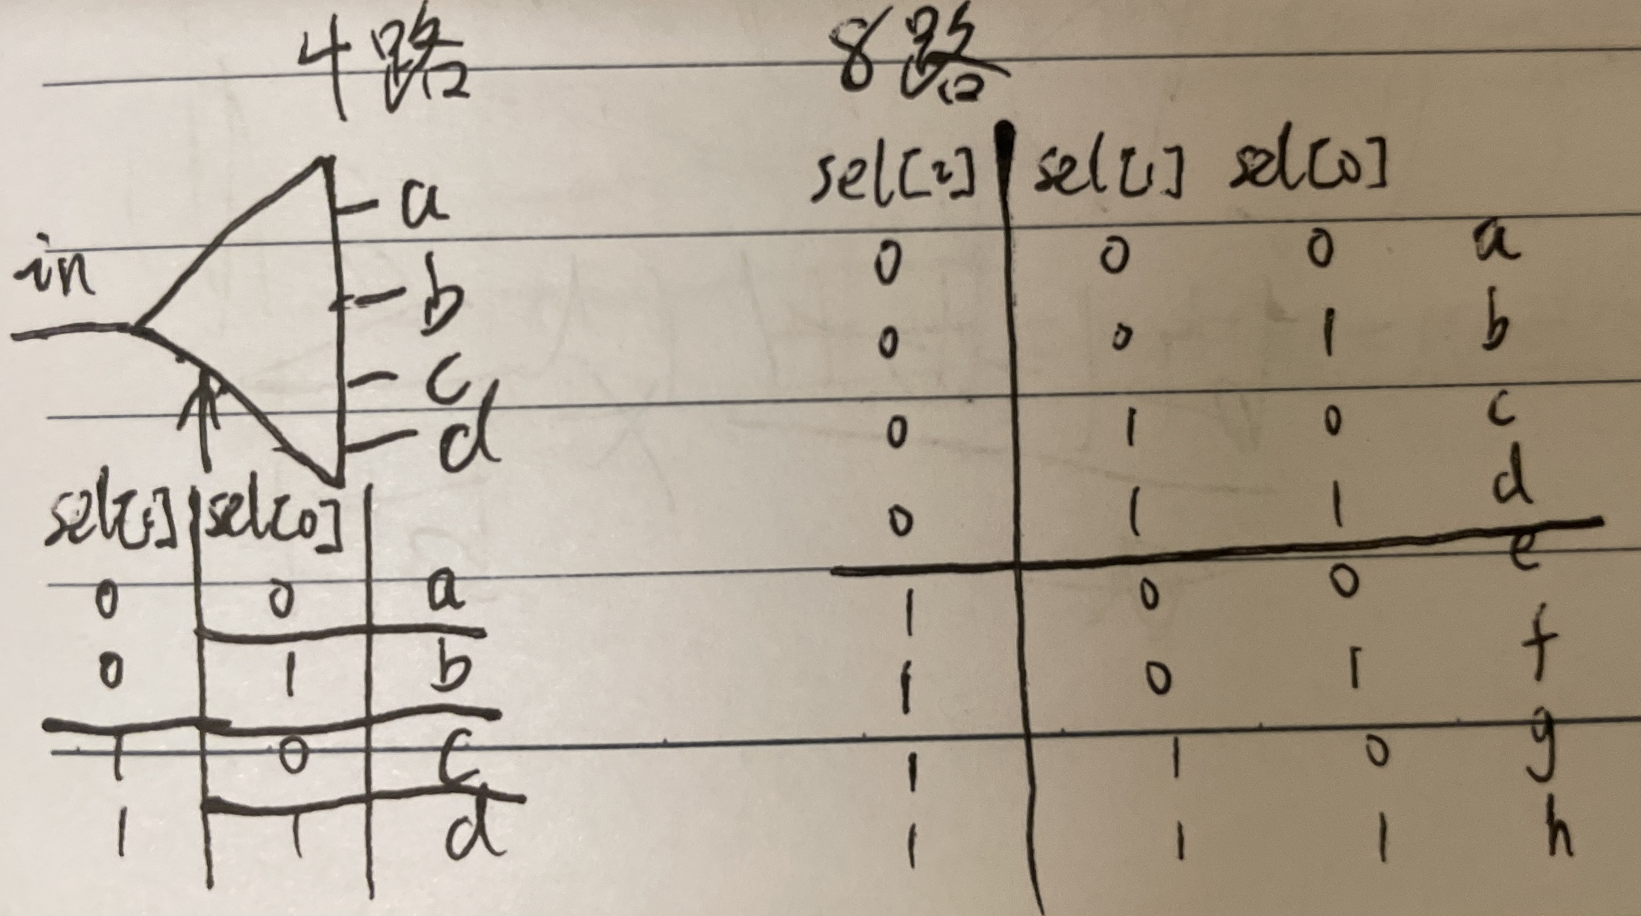 4路
in
a
b
c
d
sel[1] sel[0]
0 0 a
0 1 b
1 0 c
1 1 d
8路
sel[2] sel[1] sel[0]
0 0 0 a
0 0 1 b
0 1 0 c
0 1 1 d
1 0 0 e
1 0 1 f
1 1 0 g
1 1 1 h